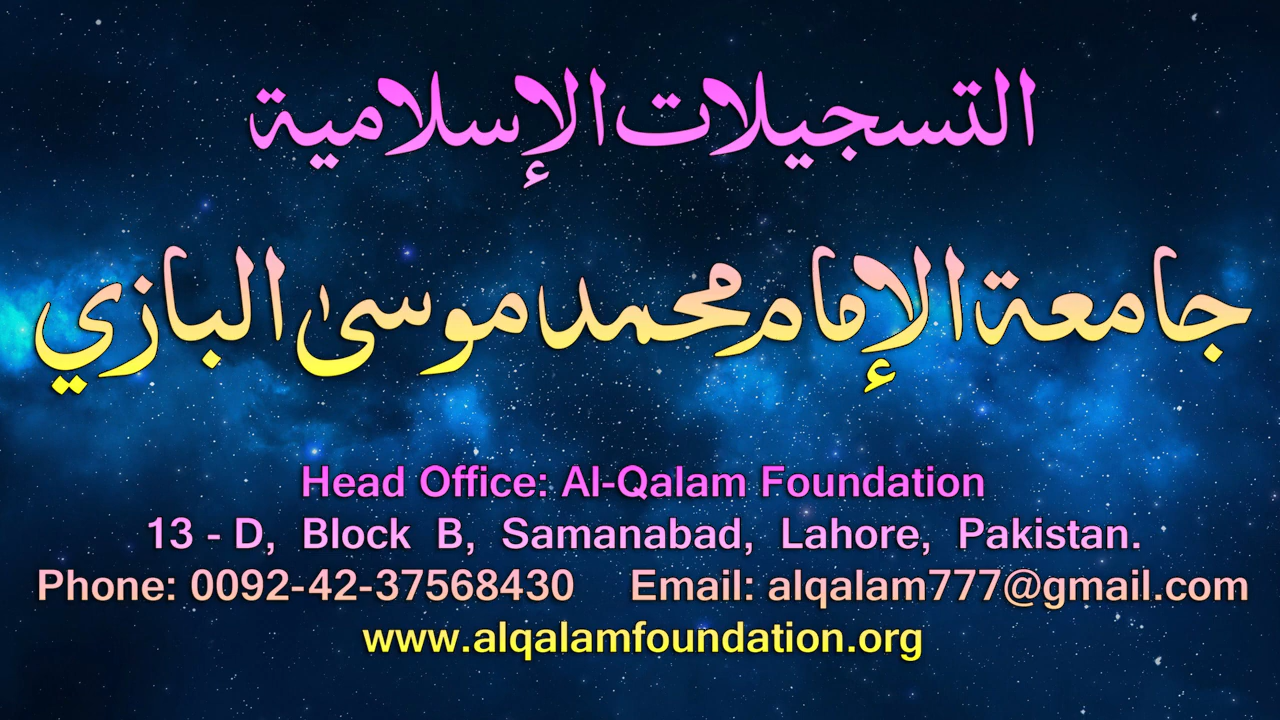 التسجيلات الإسلامية
جامعة الإمام محمد موسىٰ البازي
Head Office: Al-Qalam Foundation
13 - D, Block B, Samanabad, Lahore, Pakistan.
Phone: 0092-42-37568430 Email: alqalam777@gmail.com
www.alqalamfoundation.org